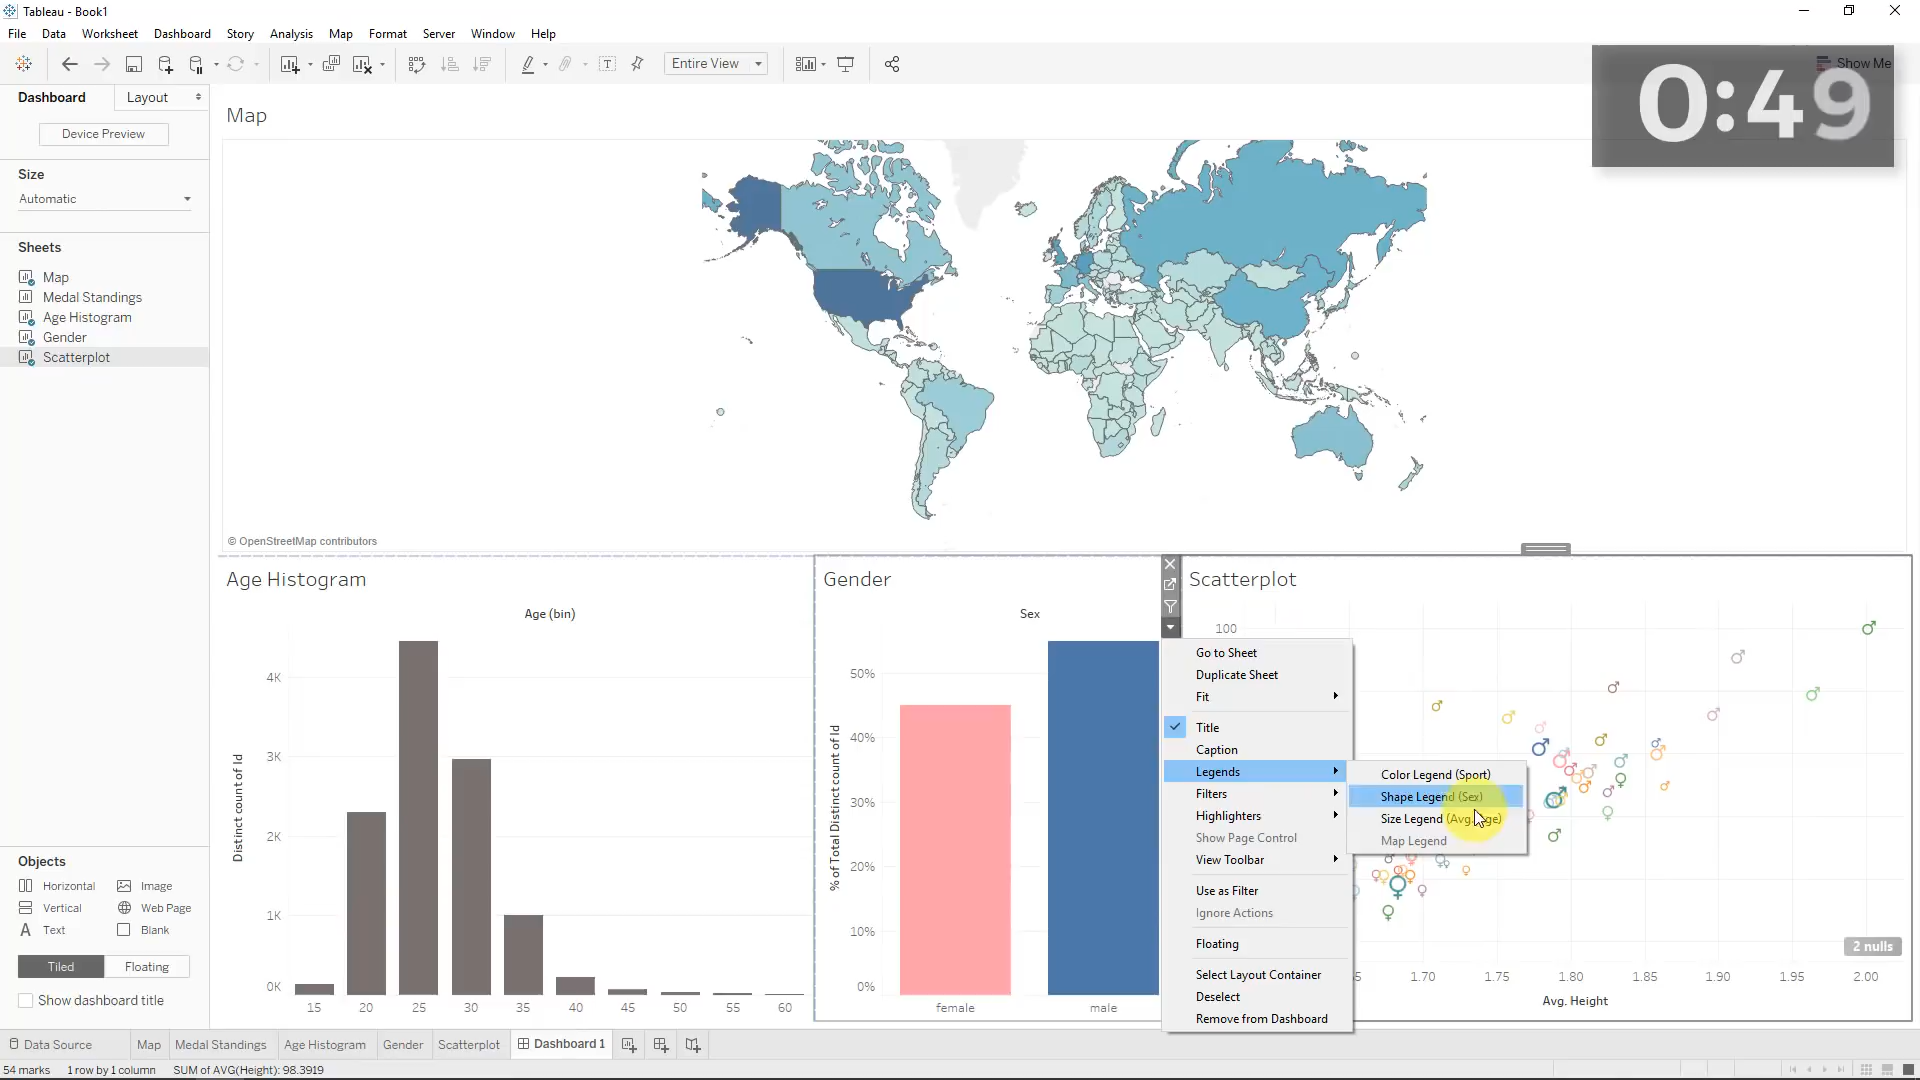 Tableau - Book1
File Data Worksheet Dashboard Story Analysis Map Format Server Window Help
Entire View
Show Me
0:49
Dashboard Layout
Device Preview
Size
Automatic
Sheets
Map
Medal Standings
Age Histogram
Gender
Scatterplot
Objects
Horizontal Image
Vertical Web Page
A Text Blank
Tiled Floating
Show dashboard title
Map
© OpenStreetMap contributors
Age Histogram
Age (bin)
Distinct count of Id
4K
3K
2K
1K
0K
15 20 25 30 35 40 45 50 55 60
Gender
Sex
% of Total Distinct count of Id
50%
40%
30%
20%
10%
0%
female male
Scatterplot
100
1.70 1.75 1.80 1.85 1.90 1.95 2.00
Avg. Height
2 nulls
Go to Sheet
Duplicate Sheet
Fit
Title
Caption
Legends
Filters
Highlighters
Show Page Control
View Toolbar
Use as Filter
Ignore Actions
Floating
Select Layout Container
Deselect
Remove from Dashboard
Color Legend (Sport)
Shape Legend (Sex)
Size Legend
Map Legend
Data Source Map Medal Standings Age Histogram Gender Scatterplot Dashboard 1
54 marks 1 row by 1 column SUM of AVG(Height): 98.3919